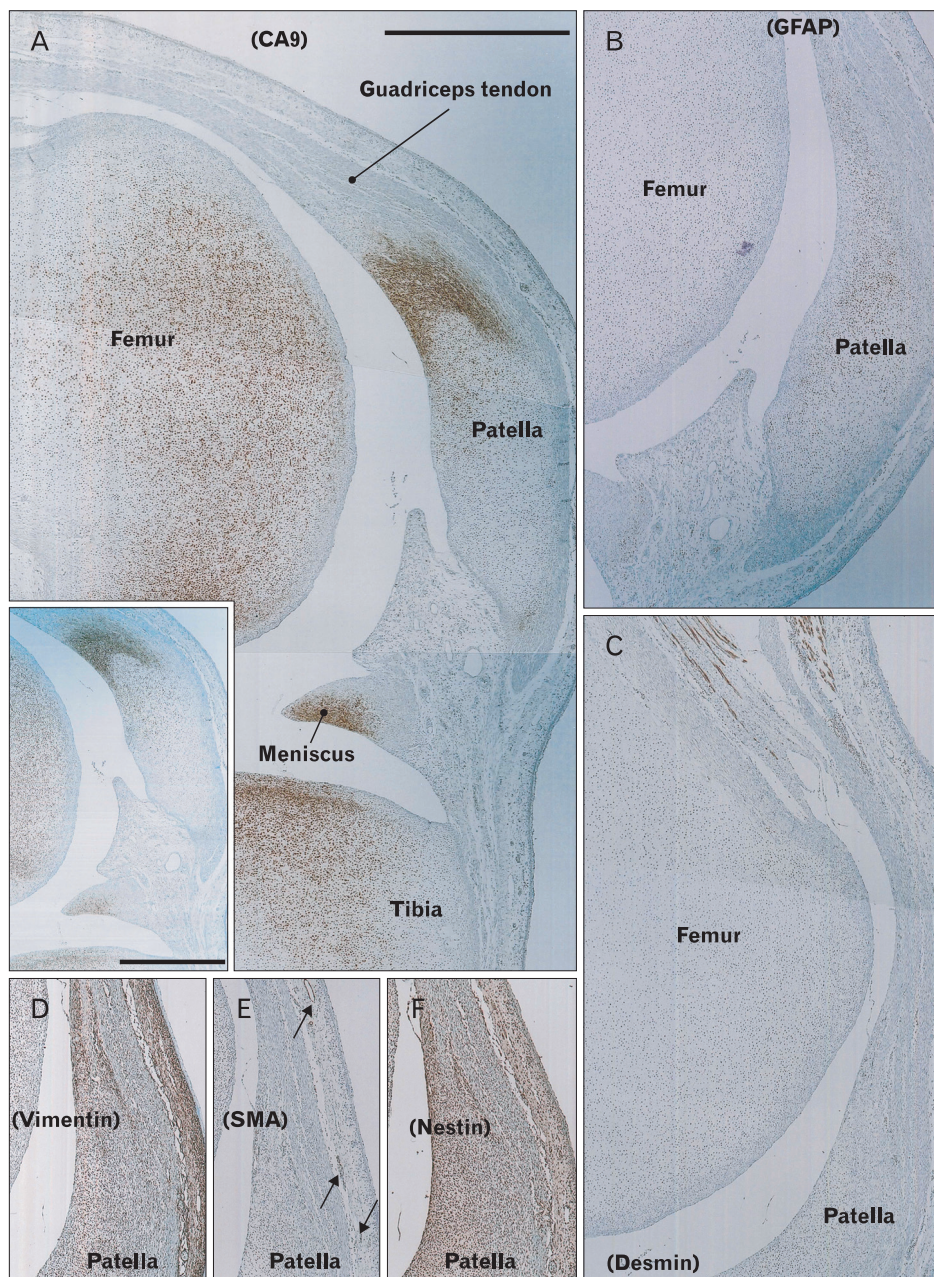 A
(CA9)
Guadriceps tendon
Femur
Patella
Meniscus
Tibia
B
(GFAP)
Femur
Patella
C
Femur
Patella
(Desmin)
D
(Vimentin)
Patella
E
(SMA)
Patella
F
(Nestin)
Patella